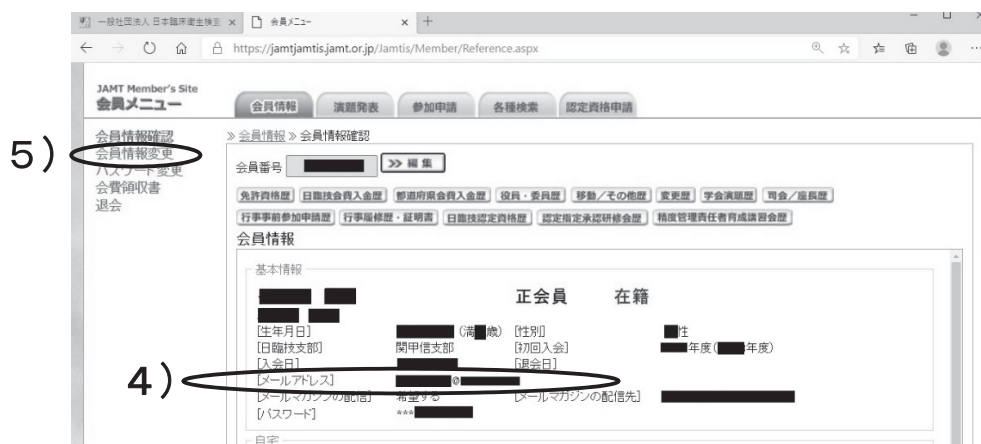 一般社団法人 日本臨床衛生検査
会員メニュー
https://jamtjamtis.jamt.or.jp/Jamtis/Member/Reference.aspx
JAMT Member's Site
会員メニュー
会員情報 演題発表 参加申請 各種検索 認定資格申請
会員情報確認
会員情報変更
パスワード変更
会費領収書
退会
5）
» 会員情報 » 会員情報確認
会員番号 >> 編集
免許資格歴 日臨技会費入金歴 都道府県会費入金歴 役員・委員歴 移動/その他歴 変更歴 学会演題歴 司会/座長歴
行事事前参加申請歴 行事履修歴・証明書 日臨技認定資格歴 認定指定承認研修会歴 精度管理責任者育成講習会歴
会員情報
基本情報
正会員 在籍
[生年月日] (満 歳) [性別] 性
[日臨技支部] 関甲信支部 [初回入会] 年度( 年度)
[入会日] [退会日]
4）
[メールアドレス] @
[メールマガジンの配信] 希望する [メールマガジンの配信先]
[パスワード] ***
自宅